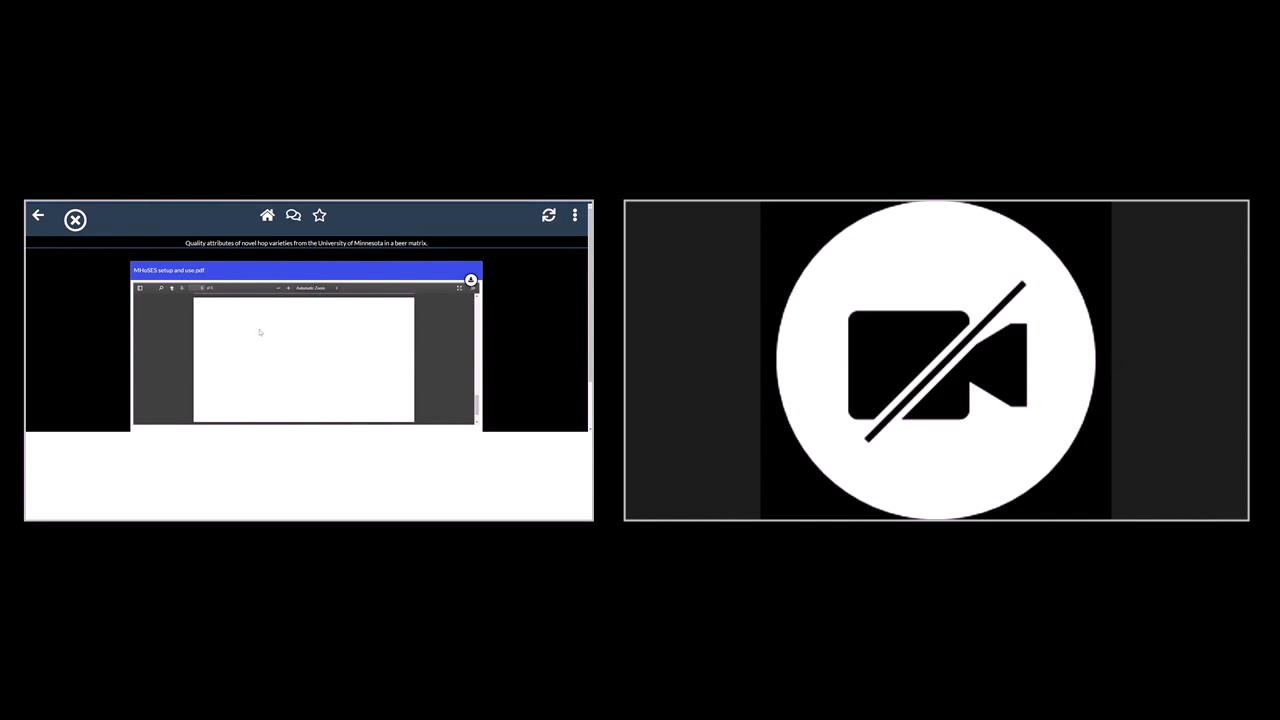 Quality attributes of novel hop varieties from the University of Minnesota in a beer matrix.
MHoSES setup and use.pdf
Automatic Zoom